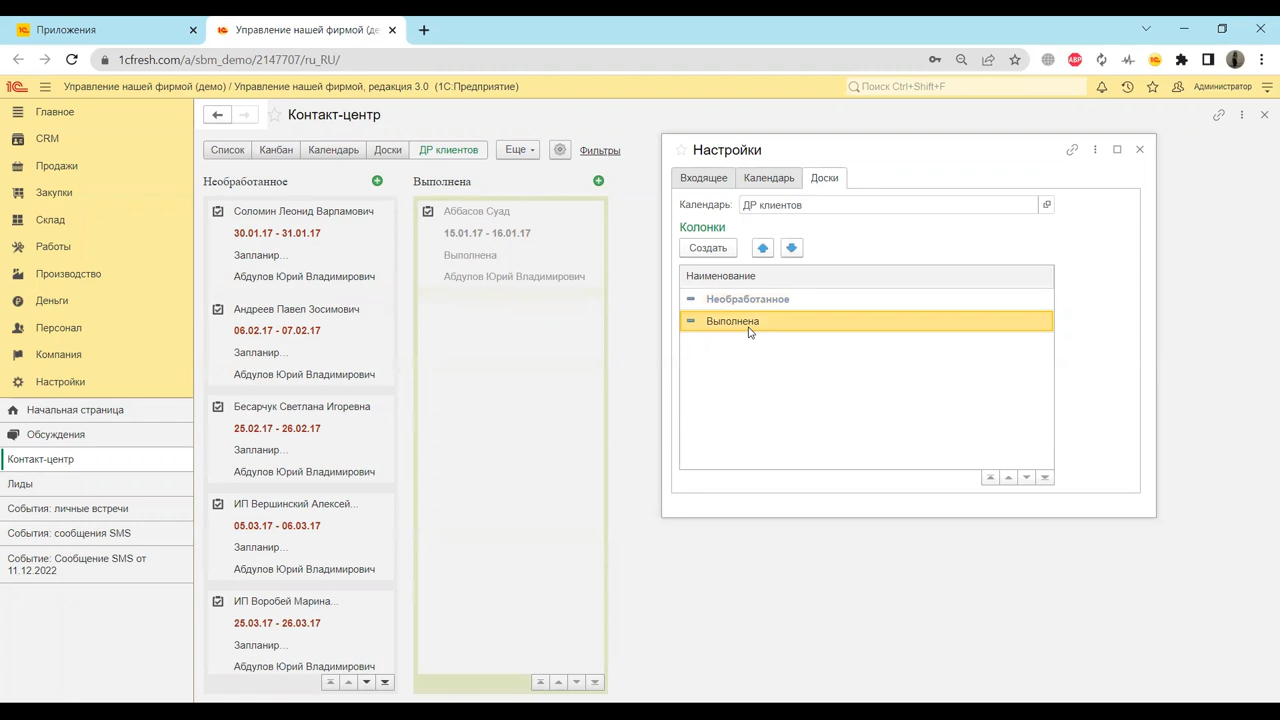 Приложения
Управление нашей фирмой (де
1cfresh.com/a/sbm_demo/2147707/ru_RU/
ABP
Управление нашей фирмой (демо) / Управление нашей фирмой, редакция 3.0 (1С:Предприятие)
Поиск Ctrl+Shift+F
Администратор
Главное
CRM
Продажи
Закупки
Склад
Работы
Производство
Деньги
Персонал
Компания
Настройки
Начальная страница
Обсуждения
Контакт-центр
Лиды
События: личные встречи
События: сообщения SMS
Событие: Сообщение SMS от
11.12.2022
Контакт-центр
Список
Канбан
Календарь
Доски
ДР клиентов
Еще
Фильтры
Необработанное
Соломин Леонид Варламович
30.01.17 - 31.01.17
Запланир...
Абдулов Юрий Владимирович
Андреев Павел Зосимович
06.02.17 - 07.02.17
Запланир...
Абдулов Юрий Владимирович
Бесарчук Светлана Игоревна
25.02.17 - 26.02.17
Запланир...
Абдулов Юрий Владимирович
ИП Вершинский Алексей...
05.03.17 - 06.03.17
Запланир...
Абдулов Юрий Владимирович
ИП Воробей Марина...
25.03.17 - 26.03.17
Запланир...
Абдулов Юрий Владимирович
Выполнена
Аббасов Суад
15.01.17 - 16.01.17
Выполнена
Абдулов Юрий Владимирович
Настройки
Входящее
Календарь
Доски
Календарь: ДР клиентов
Колонки
Создать
Наименование
Необработанное
Выполнена